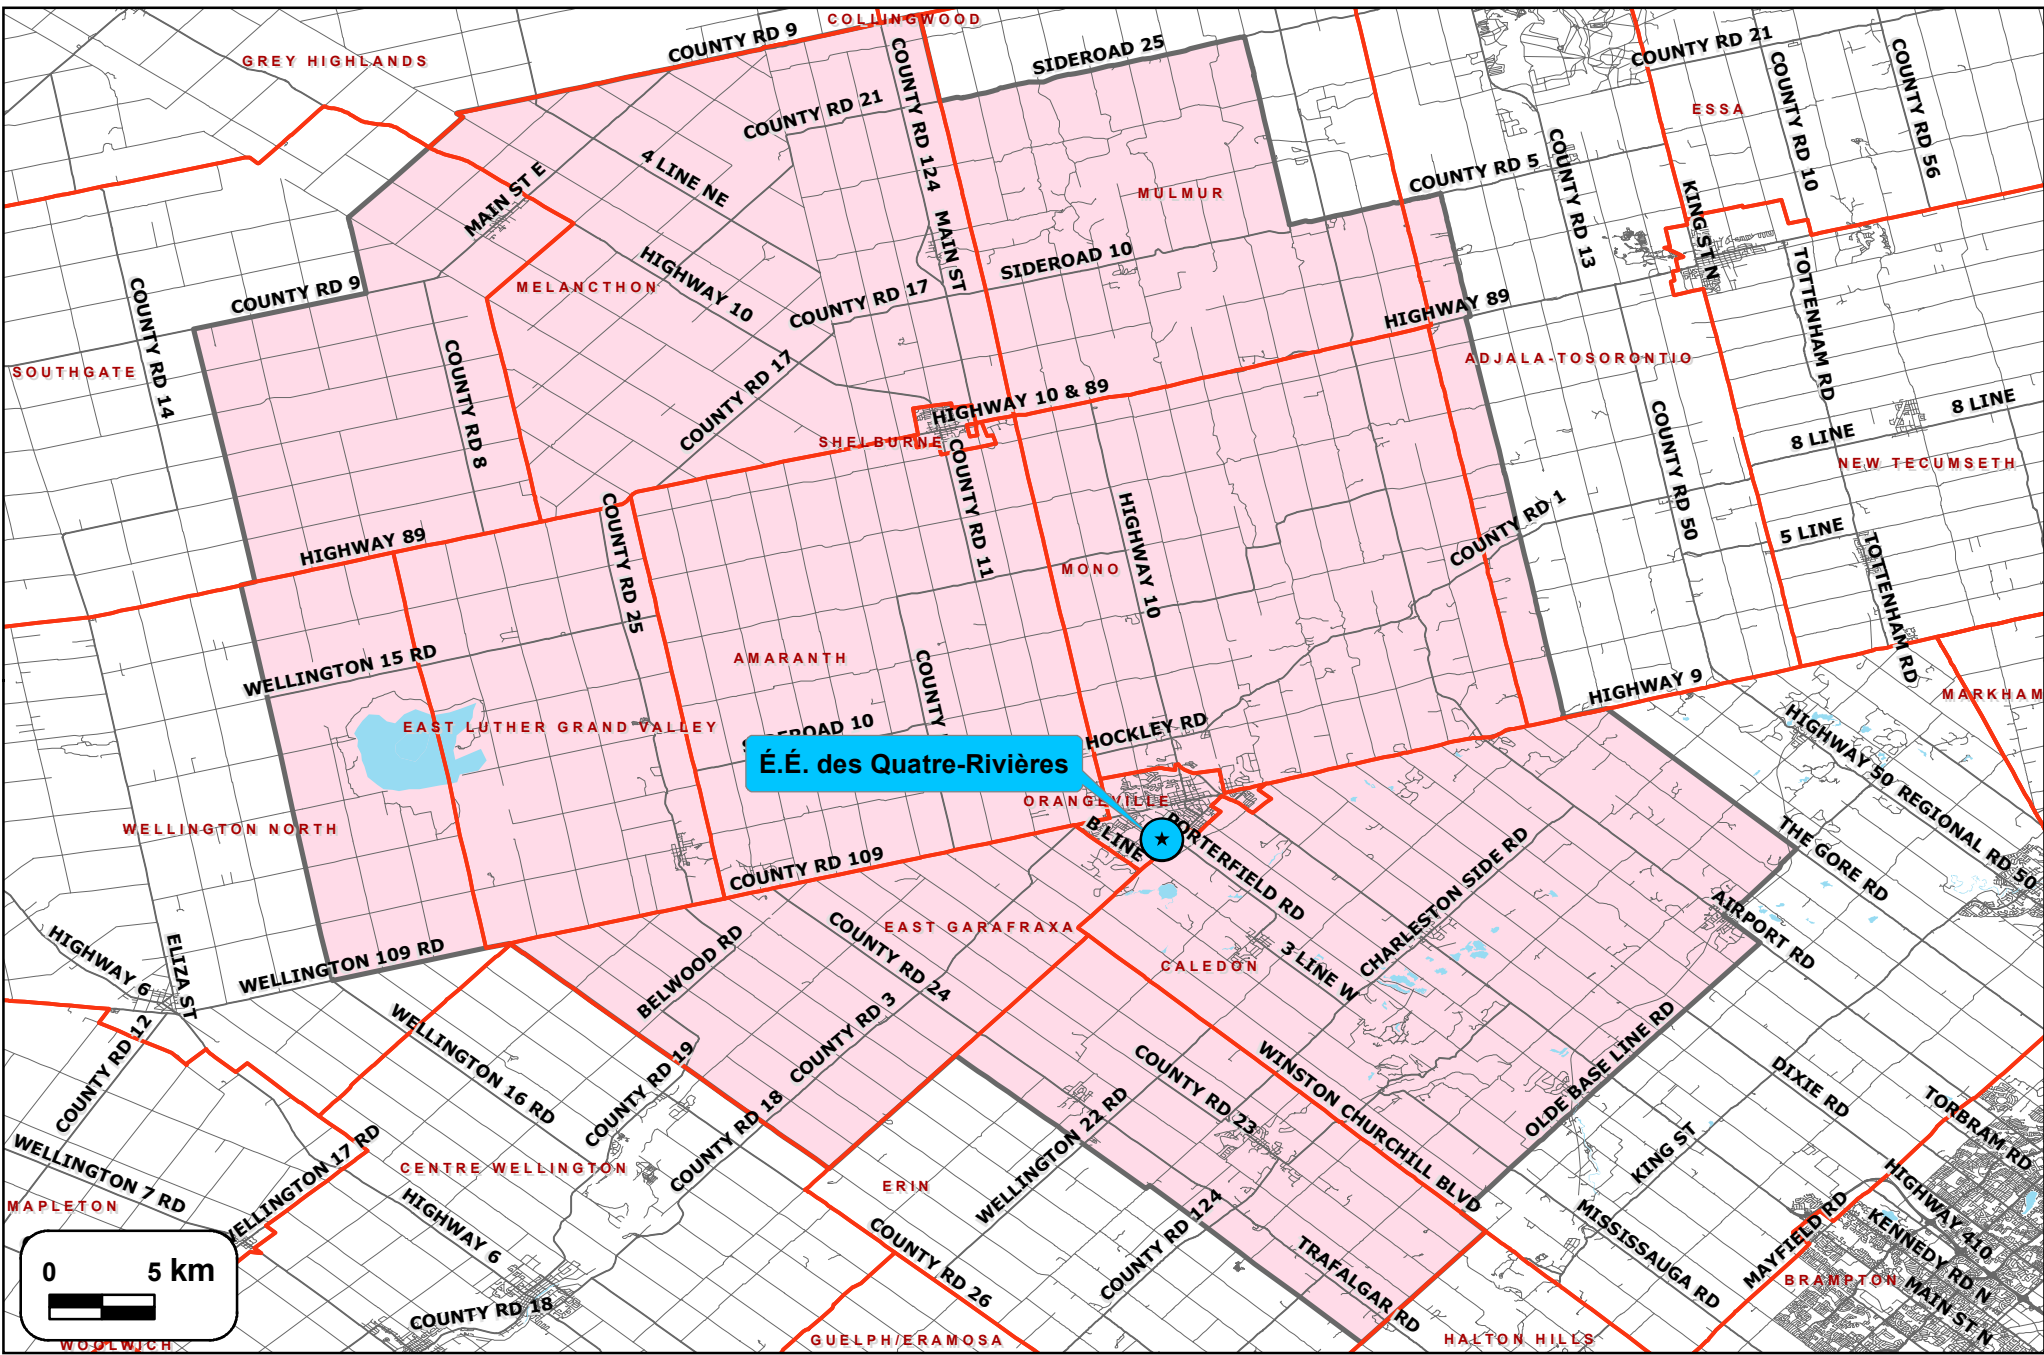 COLLINGWOOD
GREY HIGHLANDS
COUNTY RD 9
COUNTY RD 124
SIDEROAD 25
COUNTY RD 21
COUNTY RD 10
COUNTY RD 56
ESSA
COUNTY RD 21
4 LINE NE
MAIN ST E
MULMUR
COUNTY RD 5
COUNTY RD 13
KING ST N
MAIN ST
SIDEROAD 10
HIGHWAY 10
MELANCTHON
COUNTY RD 17
COUNTY RD 9
COUNTY RD 14
TOTTENHAM RD
HIGHWAY 89
ADJALA-TOSORONTIO
SOUTHGATE
COUNTY RD 8
COUNTY RD 17
HIGHWAY 10 & 89
SHELBURNE
COUNTY RD 11
COUNTY RD 50
8 LINE
8 LINE
NEW TECUMSETH
HIGHWAY 89
COUNTY RD 25
HIGHWAY 10
MONO
COUNTY RD 1
5 LINE
TOTTENHAM RD
WELLINGTON 15 RD
AMARANTH
COUNTY
HIGHWAY 9
MARKHAM
HIGHWAY 50
REGIONAL RD 50
EAST LUTHER GRAND VALLEY
SIDEROAD 10
HOCKLEY RD
É.É. des Quatre-Rivières
ORANGEVILLE
B LINE
PORTERFIELD RD
WELLINGTON NORTH
CHARLESTON SIDE RD
THE GORE RD
AIRPORT RD
COUNTY RD 109
EAST GARAFRAXA
COUNTY RD 24
BELWOOD RD
CALEDON
3 LINE W
HIGHWAY 6
ELIZA ST
WELLINGTON 109 RD
COUNTY RD 12
WELLINGTON 16 RD
COUNTY RD 19
COUNTY RD 3
COUNTY RD 18
COUNTY RD 23
WINSTON CHURCHILL BLVD
OLDE BASE LINE RD
DIXIE RD
TORBRAM RD
KING ST
WELLINGTON 7 RD
WELLINGTON 17 RD
CENTRE WELLINGTON
WELLINGTON 22 RD
MAPLETON
HIGHWAY 6
ERIN
COUNTY RD 124
COUNTY RD 26
TRAFALGAR RD
MISSISSAUGA RD
MAYFIELD RD
HIGHWAY 410
KENNEDY RD N
MAIN ST N
BRAMPTON
0 5 km
COUNTY RD 18
WOOLWICH
GUELPH/ERAMOSA
HALTON HILLS